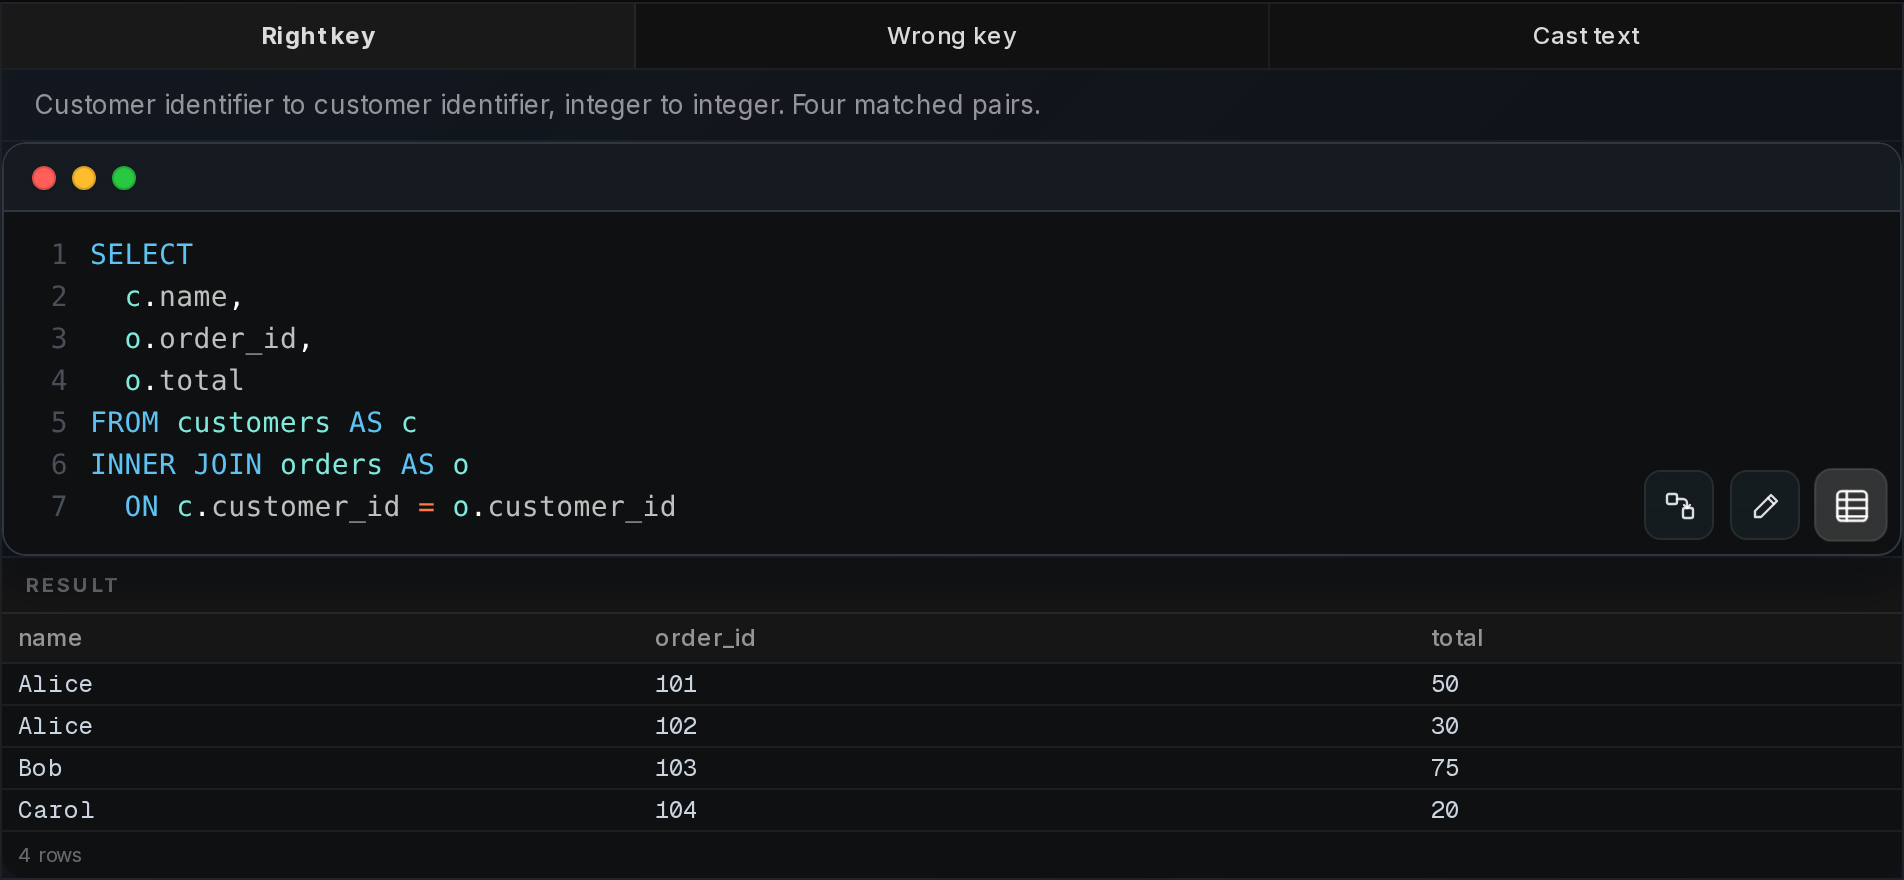 Right key
Wrong key
Cast text
Customer identifier to customer identifier, integer to integer. Four matched pairs.
1 SELECT
2   c.name,
3   o.order_id,
4   o.total
5 FROM customers AS c
6 INNER JOIN orders AS o
7   ON c.customer_id = o.customer_id
RESULT
name order_id total
Alice 101 50
Alice 102 30
Bob 103 75
Carol 104 20
4 rows